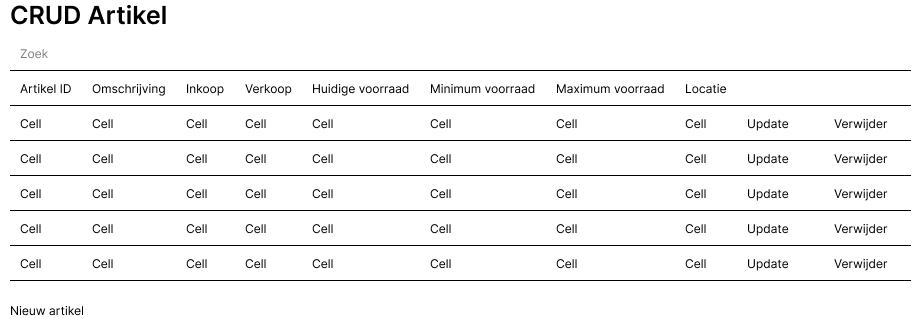 CRUD Artikel
Zoek
Artikel ID Omschrijving Inkoop Verkoop Huidige voorraad Minimum voorraad Maximum voorraad Locatie
Cell Cell Cell Cell Cell Cell Cell Cell Update Verwijder
Cell Cell Cell Cell Cell Cell Cell Cell Update Verwijder
Cell Cell Cell Cell Cell Cell Cell Cell Update Verwijder
Cell Cell Cell Cell Cell Cell Cell Cell Update Verwijder
Cell Cell Cell Cell Cell Cell Cell Cell Update Verwijder
Nieuw artikel